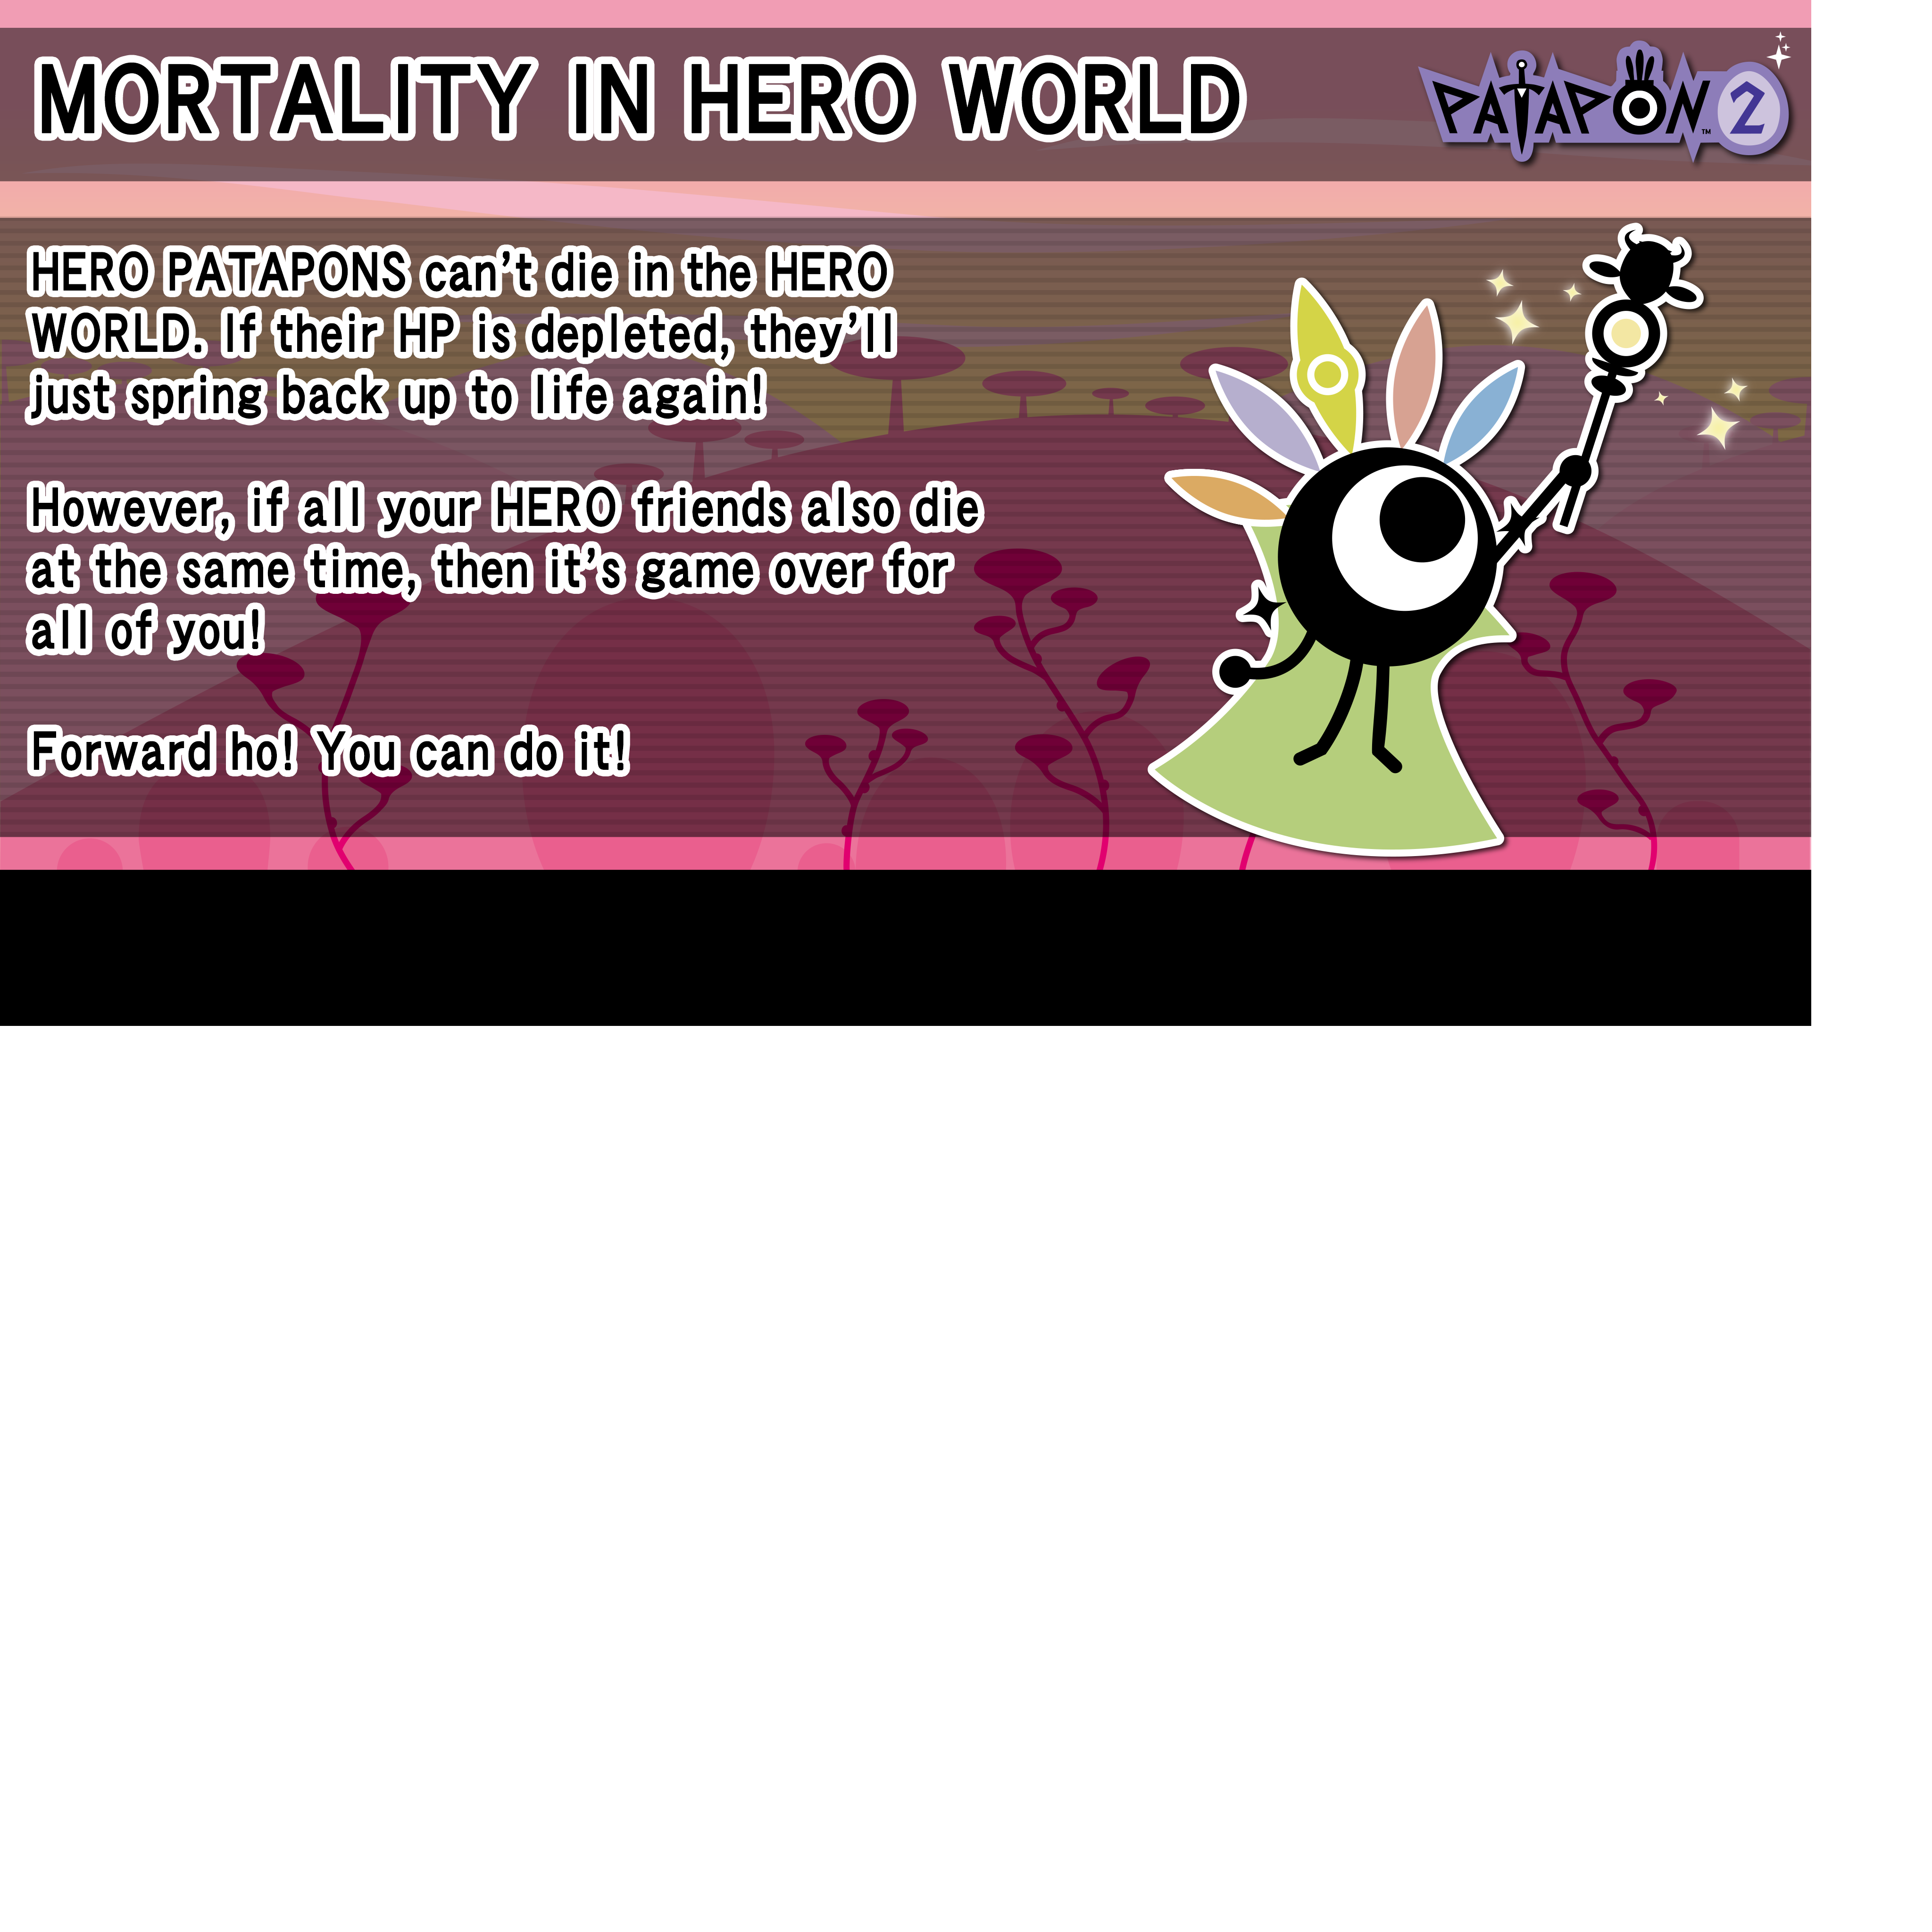 MORTALITY IN HERO WORLD
PATAPON 2
™
HERO PATAPONS can't die in the HERO
WORLD. If their HP is depleted, they'll
just spring back up to life again!
However, if all your HERO friends also die
at the same time, then it's game over for
all of you!
Forward ho! You can do it!